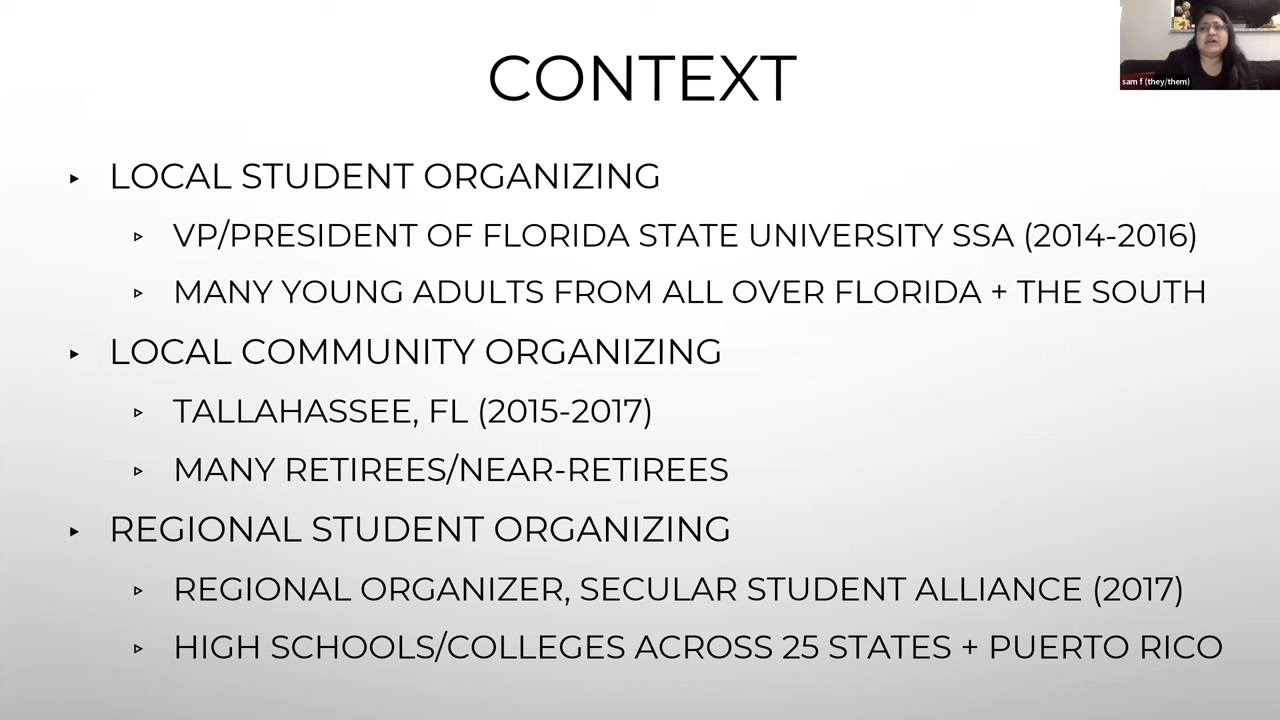 CONTEXT
sam f (they/them)
▸ LOCAL STUDENT ORGANIZING
▹ VP/PRESIDENT OF FLORIDA STATE UNIVERSITY SSA (2014-2016)
▹ MANY YOUNG ADULTS FROM ALL OVER FLORIDA + THE SOUTH
▸ LOCAL COMMUNITY ORGANIZING
▹ TALLAHASSEE, FL (2015-2017)
▹ MANY RETIREES/NEAR-RETIREES
▸ REGIONAL STUDENT ORGANIZING
▹ REGIONAL ORGANIZER, SECULAR STUDENT ALLIANCE (2017)
▹ HIGH SCHOOLS/COLLEGES ACROSS 25 STATES + PUERTO RICO